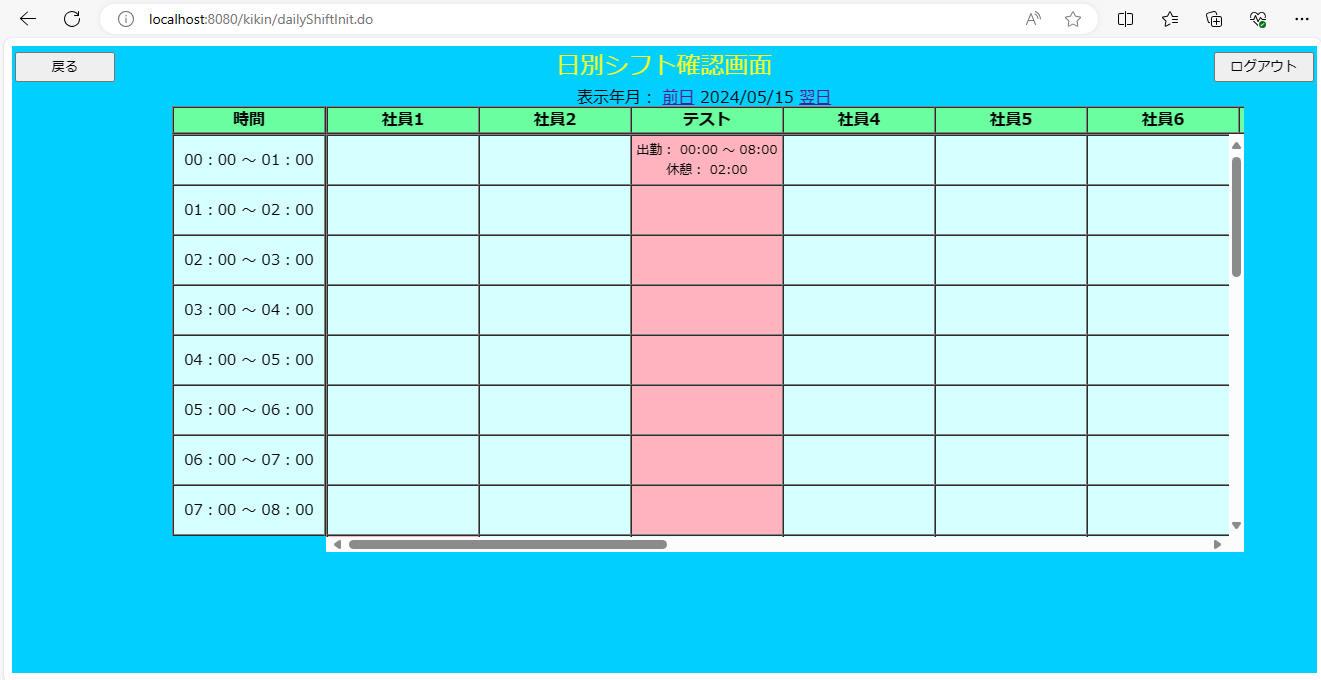 localhost:8080/kikin/dailyShiftInit.do
戻る 日別シフト確認画面 ログアウト
表示年月： 前日 2024/05/15 翌日
時間 社員1 社員2 テスト 社員4 社員5 社員6
00：00 ～ 01：00 出勤： 00:00 ～ 08:00
休憩： 02:00
01：00 ～ 02：00
02：00 ～ 03：00
03：00 ～ 04：00
04：00 ～ 05：00
05：00 ～ 06：00
06：00 ～ 07：00
07：00 ～ 08：00